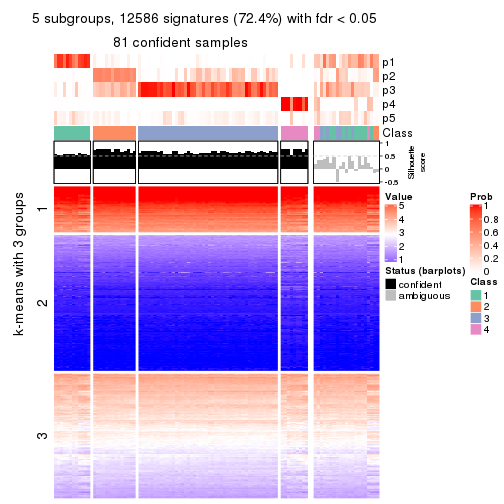 5 subgroups, 12586 signatures (72.4%) with fdr < 0.05
81 confident samples
p1
p2
p3
p4
p5
Class
1
0.5
0
-0.5
Silhouette
score
k-means with 3 groups
1
2
3
Value
5
4
3
2
1
Status (barplots)
confident
ambiguous
Prob
1
0.8
0.6
0.4
0.2
0
Class
1
2
3
4